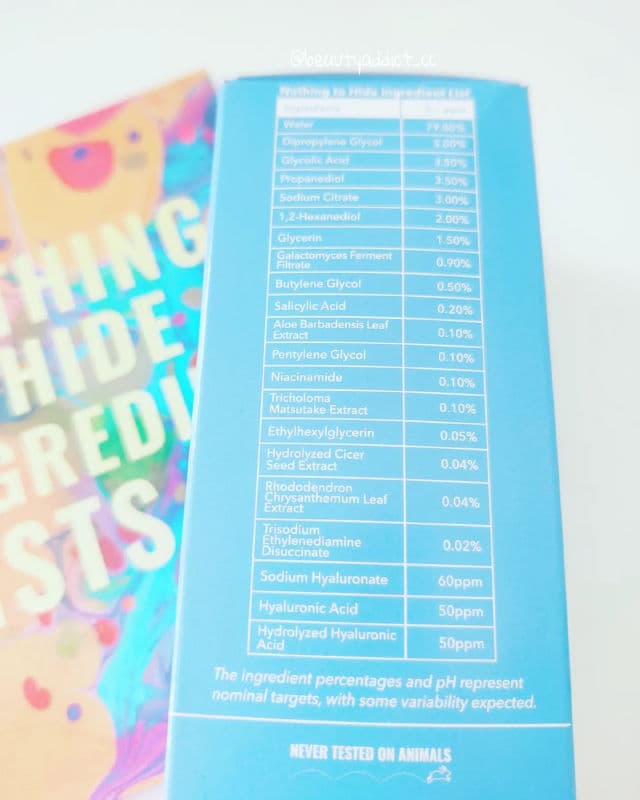 @beautyaddict_cc
Nothing to Hide Ingredient List
Ingredients
Water 79.00%
Dipropylene Glycol 5.00%
Glycolic Acid 3.50%
Propanediol 3.50%
Sodium Citrate 3.00%
1,2-Hexanediol 2.00%
Glycerin 1.50%
Galactomyces Ferment
Filtrate 0.90%
Butylene Glycol 0.50%
Salicylic Acid 0.20%
Aloe Barbadensis Leaf
Extract 0.10%
Pentylene Glycol 0.10%
Niacinamide 0.10%
Tricholoma
Matsutake Extract 0.10%
Ethylhexylglycerin 0.05%
Hydrolyzed Cicer
Seed Extract 0.04%
Rhododendron
Chrysanthemum Leaf
Extract 0.04%
Trisodium
Ethylenediamine
Disuccinate 0.02%
Sodium Hyaluronate 60ppm
Hyaluronic Acid 50ppm
Hydrolyzed Hyaluronic
Acid 50ppm
The ingredient percentages and pH represent
nominal targets, with some variability expected.
NEVER TESTED ON ANIMALS
THING
HIDE
GREDI
STS